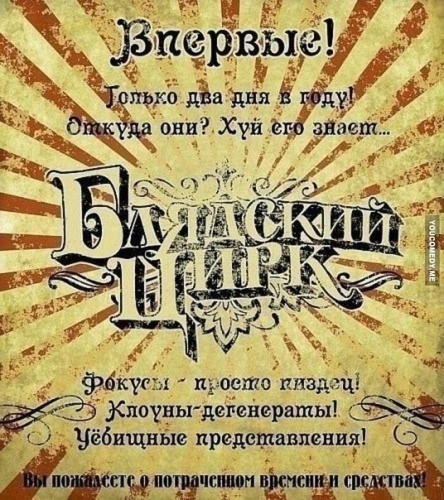 Впервые!
Только два дня в году!
Откуда они? Хуй его знает...
Блядский
Цирк
Фокусы - просто пиздец!
Клоуны-дегенераты!
Уёбищные представления!
Вы пожалеете о потраченном времени и средствах!
YOUCOMEDY.ME